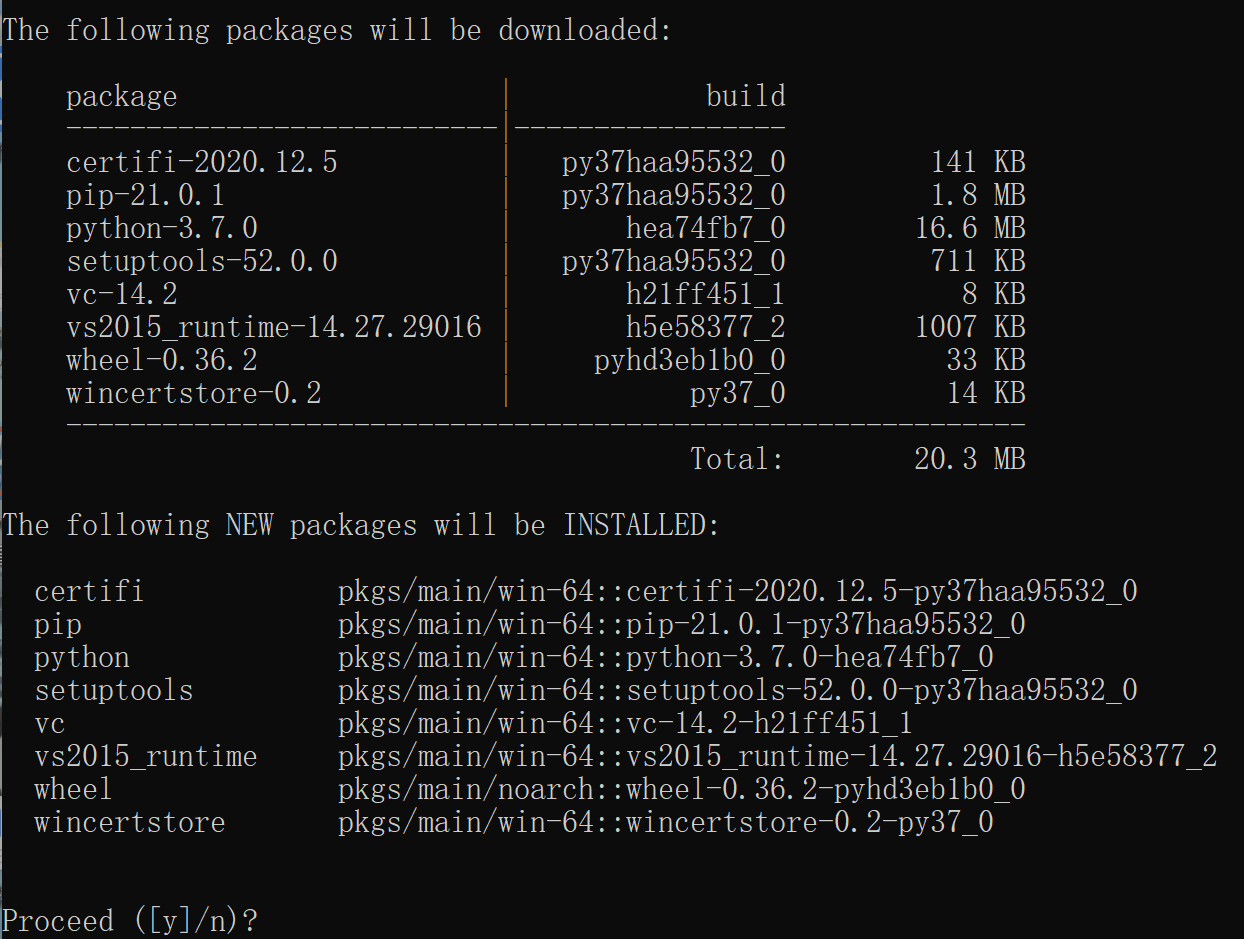 The following packages will be downloaded:
    package                    |            build
    ---------------------------|-----------------
    certifi-2020.12.5          |   py37haa95532_0         141 KB
    pip-21.0.1                 |   py37haa95532_0         1.8 MB
    python-3.7.0               |       hea74fb7_0        16.6 MB
    setuptools-52.0.0          |   py37haa95532_0         711 KB
    vc-14.2                    |       h21ff451_1           8 KB
    vs2015_runtime-14.27.29016 |       h5e58377_2        1007 KB
    wheel-0.36.2               |     pyhd3eb1b0_0          33 KB
    wincertstore-0.2           |           py37_0          14 KB
    ------------------------------------------------------------
                                           Total:        20.3 MB
The following NEW packages will be INSTALLED:
  certifi            pkgs/main/win-64::certifi-2020.12.5-py37haa95532_0
  pip                pkgs/main/win-64::pip-21.0.1-py37haa95532_0
  python             pkgs/main/win-64::python-3.7.0-hea74fb7_0
  setuptools         pkgs/main/win-64::setuptools-52.0.0-py37haa95532_0
  vc                 pkgs/main/win-64::vc-14.2-h21ff451_1
  vs2015_runtime     pkgs/main/win-64::vs2015_runtime-14.27.29016-h5e58377_2
  wheel              pkgs/main/noarch::wheel-0.36.2-pyhd3eb1b0_0
  wincertstore       pkgs/main/win-64::wincertstore-0.2-py37_0
Proceed ([y]/n)?